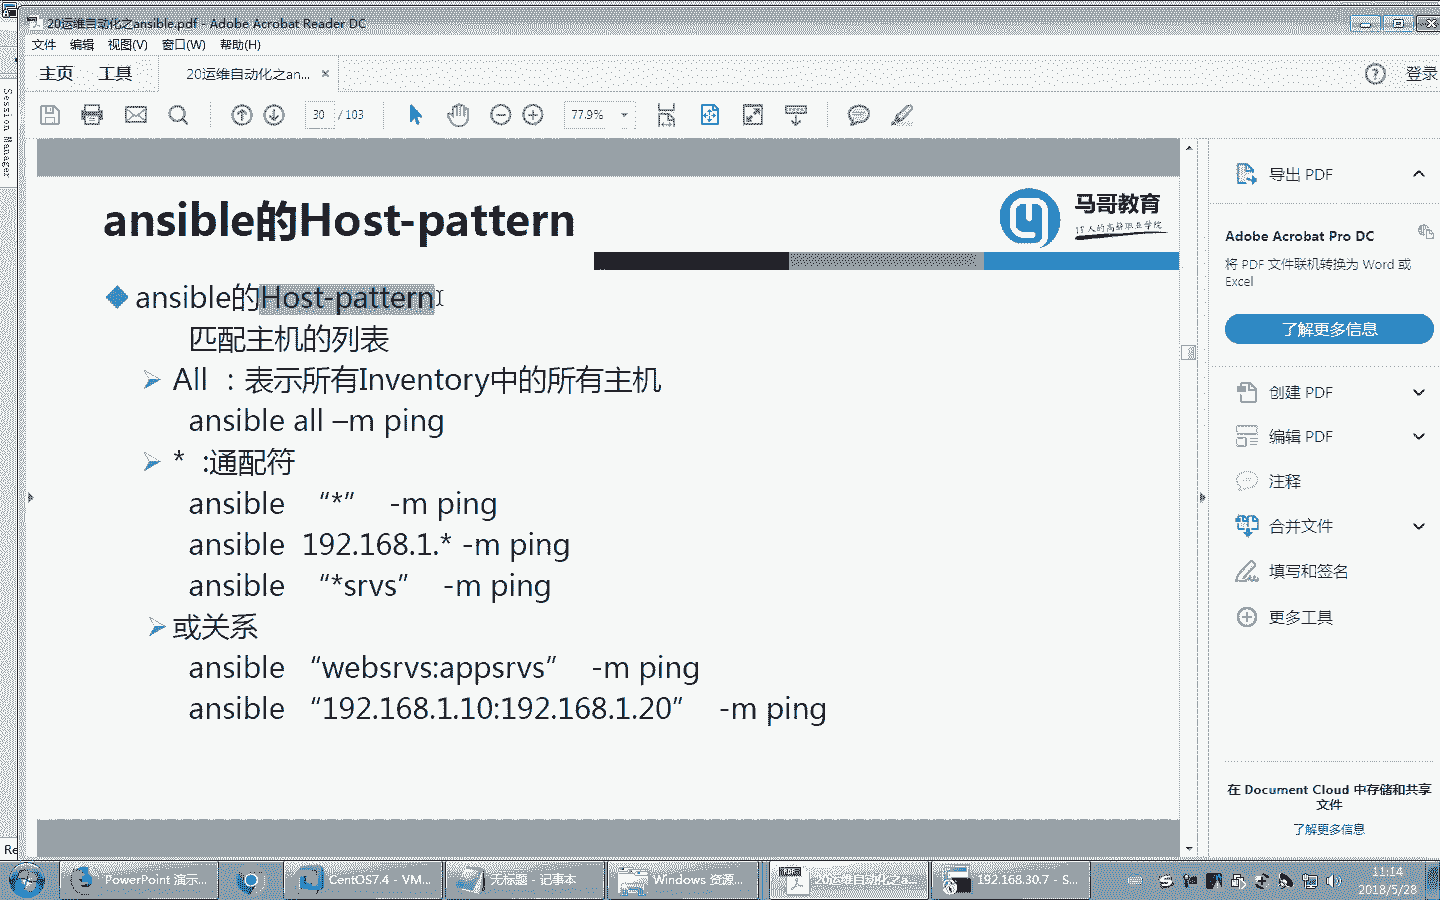 20运维自动化之ansible.pdf - Adobe Acrobat Reader DC
文件 编辑 视图(V) 窗口(W) 帮助(H)
主页 工具 20运维自动化之an... × ? 登录
30 / 103 77.9%
Session Manager
ansible的Host-pattern
马哥教育
IT人的高薪职业学院
ansible的Host-pattern
匹配主机的列表
All ：表示所有Inventory中的所有主机
ansible all –m ping
* :通配符
ansible “*” -m ping
ansible 192.168.1.* -m ping
ansible “*srvs” -m ping
或关系
ansible “websrvs:appsrvs” -m ping
ansible “192.168.1.10:192.168.1.20” -m ping
导出 PDF
Adobe Acrobat Pro DC
将 PDF 文件联机转换为 Word 或
Excel
了解更多信息
创建 PDF
编辑 PDF
注释
合并文件
填写和签名
更多工具
在 Document Cloud 中存储和共享
文件
了解更多信息
Re
PowerPoint 演示... CentOS7.4 - VM... 无标题 - 记事本 Windows 资源... 20运维自动化之a... 192.168.30.7 - S...
11:14
2018/5/28